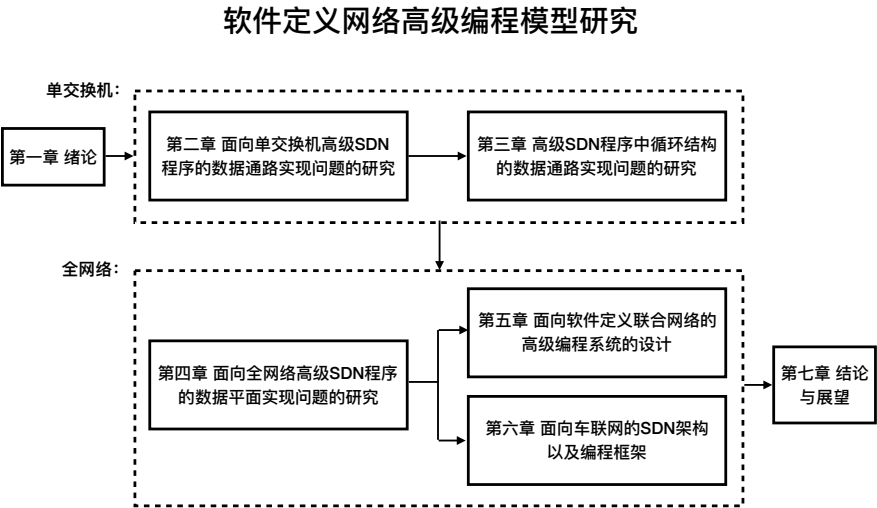 软件定义网络高级编程模型研究
单交换机：
第一章 绪论
第二章 面向单交换机高级SDN
程序的数据通路实现问题的研究
第三章 高级SDN程序中循环结构
的数据通路实现问题的研究
全网络：
第四章 面向全网络高级SDN程序
的数据平面实现问题的研究
第五章 面向软件定义联合网络的
高级编程系统的设计
第六章 面向车联网的SDN架构
以及编程框架
第七章 结论
与展望